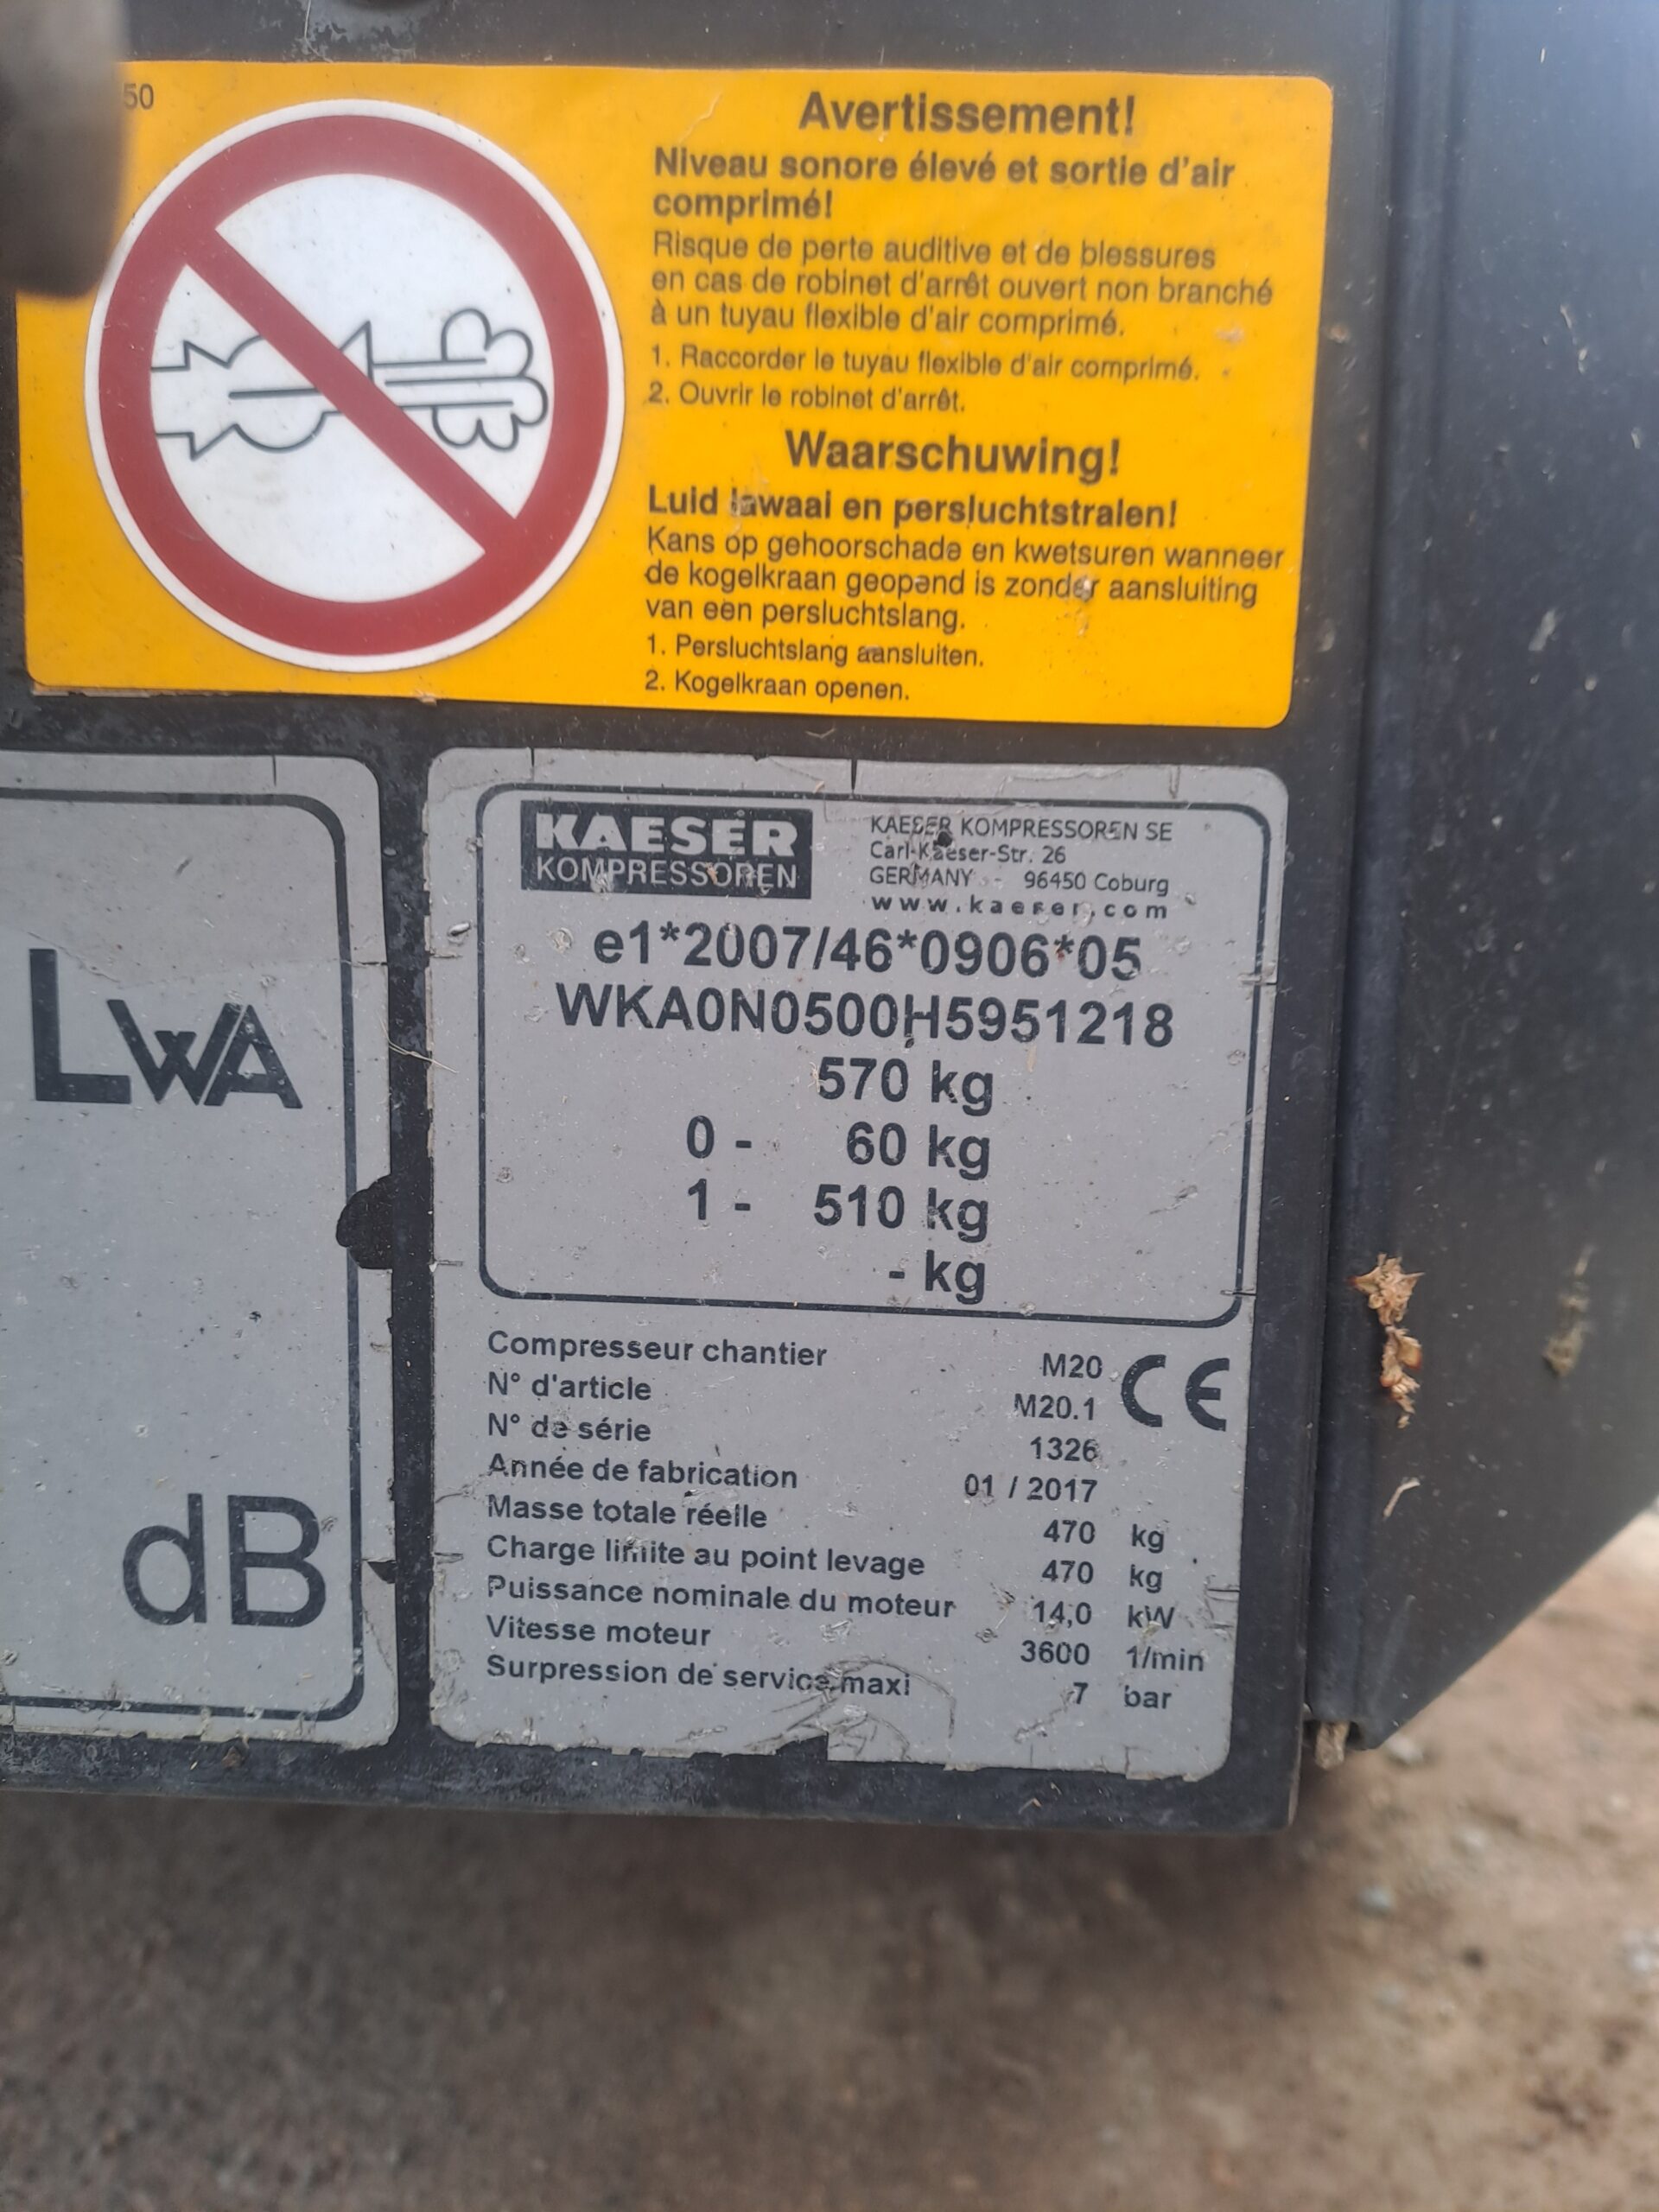 50
Avertissement!
Niveau sonore élevé et sortie d'air
comprimé!
Risque de perte auditive et de blessures
en cas de robinet d'arrêt ouvert non branché
à un tuyau flexible d'air comprimé.
1. Raccorder le tuyau flexible d'air comprimé.
2. Ouvrir le robinet d'arrêt.
Waarschuwing!
Luid lawaai en persluchtstralen!
Kans op gehoorschade en kwetsuren wanneer
de kogelkraan geopend is zonder aansluiting
van een persluchtslang.
1. Persluchtslang aansluiten.
2. Kogelkraan openen.
LWA
dB
KAESER
KOMPRESSOREN
KAESER KOMPRESSOREN SE
Carl-Kaeser-Str. 26
GERMANY - 96450 Coburg
www.kaeser.com
e1*2007/46*0906*05
WKA0N0500H5951218
570 kg
0 - 60 kg
1 - 510 kg
- kg
Compresseur chantier M20
N° d'article M20.1
N° de série 1326
Année de fabrication 01 / 2017
Masse totale réelle 470 kg
Charge limite au point levage 470 kg
Puissance nominale du moteur 14,0 kW
Vitesse moteur 3600 1/min
Surpression de service maxi 7 bar
CE